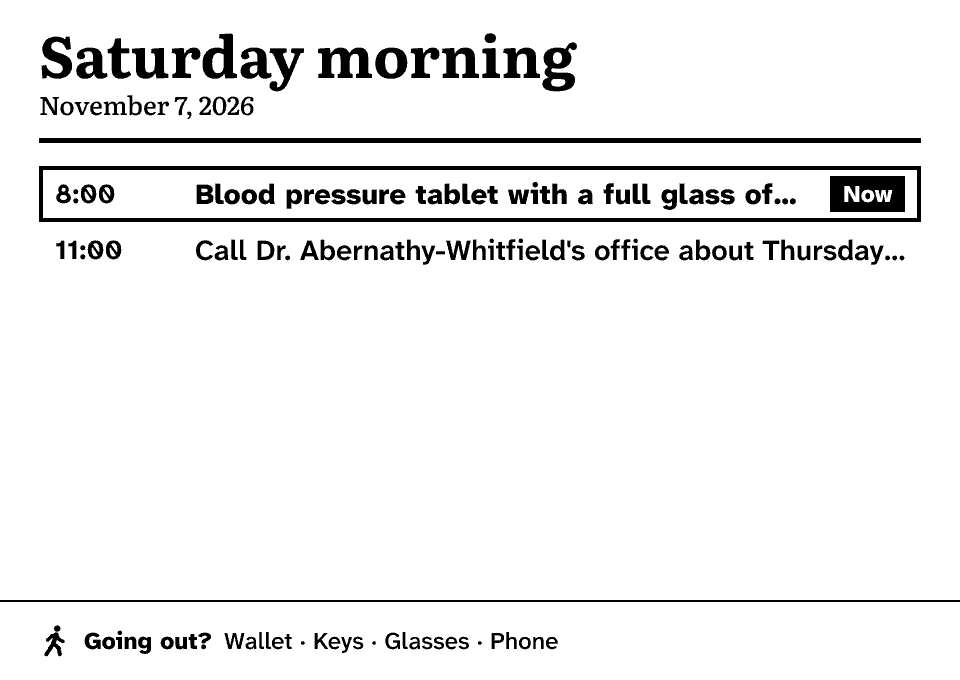 Saturday morning
November 7, 2026
8:00 Blood pressure tablet with a full glass of... Now
11:00 Call Dr. Abernathy-Whitfield's office about Thursday...
Going out? Wallet · Keys · Glasses · Phone